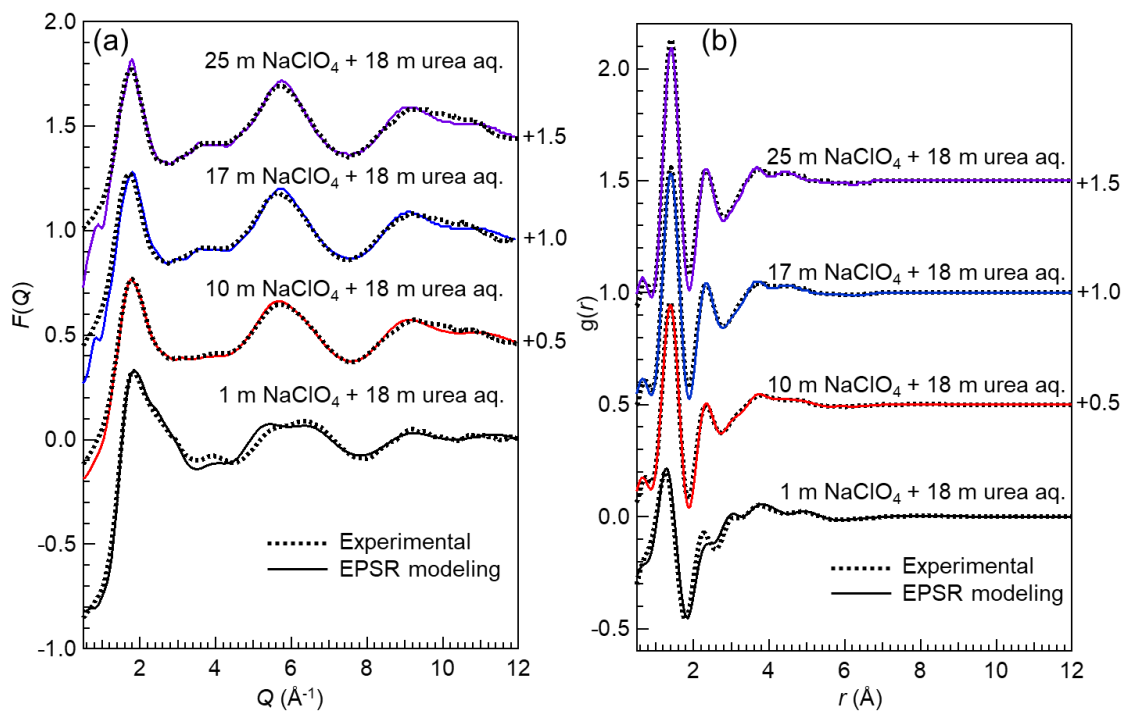 (a)
F(Q)
2.0
1.5
1.0
0.5
0.0
-0.5
-1.0
25 m NaClO₄ + 18 m urea aq.
+1.5
17 m NaClO₄ + 18 m urea aq.
+1.0
10 m NaClO₄ + 18 m urea aq.
+0.5
1 m NaClO₄ + 18 m urea aq.
Experimental
EPSR modeling
2 4 6 8 10 12
Q (Å⁻¹)
(b)
g(r)
2.0
1.5
1.0
0.5
0.0
-0.5
25 m NaClO₄ + 18 m urea aq.
+1.5
17 m NaClO₄ + 18 m urea aq.
+1.0
10 m NaClO₄ + 18 m urea aq.
+0.5
1 m NaClO₄ + 18 m urea aq.
Experimental
EPSR modeling
2 4 6 8 10 12
r (Å)